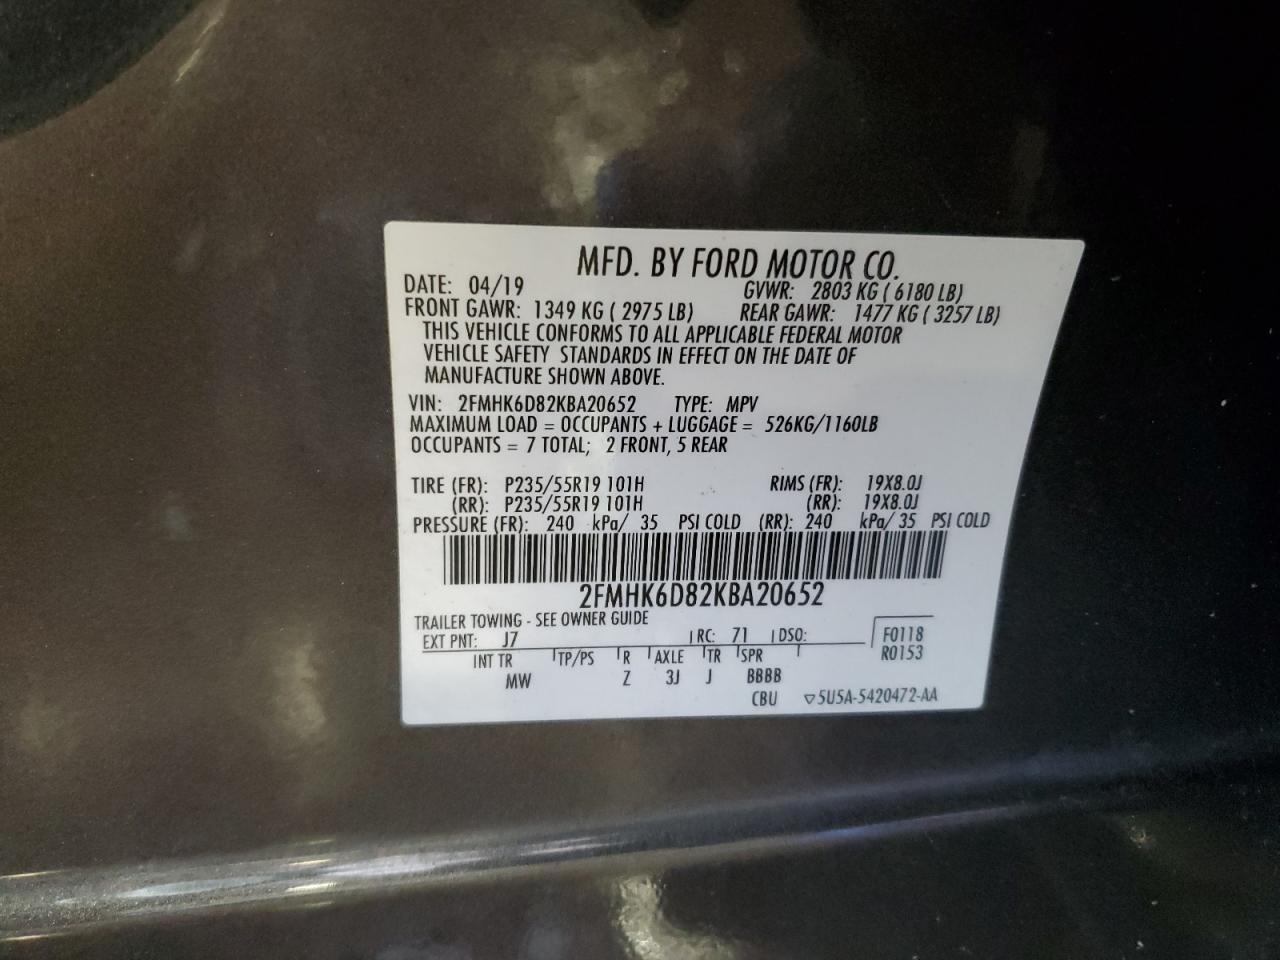 MFD. BY FORD MOTOR CO.
DATE: 04/19 GVWR: 2803 KG ( 6180 LB)
FRONT GAWR: 1349 KG ( 2975 LB) REAR GAWR: 1477 KG ( 3257 LB)
THIS VEHICLE CONFORMS TO ALL APPLICABLE FEDERAL MOTOR
VEHICLE SAFETY STANDARDS IN EFFECT ON THE DATE OF
MANUFACTURE SHOWN ABOVE.
VIN: 2FMHK6D82KBA20652 TYPE: MPV
MAXIMUM LOAD = OCCUPANTS + LUGGAGE = 526KG/1160LB
OCCUPANTS = 7 TOTAL; 2 FRONT, 5 REAR
TIRE (FR): P235/55R19 101H RIMS (FR): 19X8.0J
(RR): P235/55R19 101H (RR): 19X8.0J
PRESSURE (FR): 240 kPa/ 35 PSI COLD (RR): 240 kPa/ 35 PSI COLD
2FMHK6D82KBA20652
TRAILER TOWING - SEE OWNER GUIDE
EXT PNT: J7 RC: 71 DSO: F0118
INT TR TP/PS R AXLE TR SPR R0153
MW Z 3J J BBBB
CBU ▽5U5A-5420472-AA